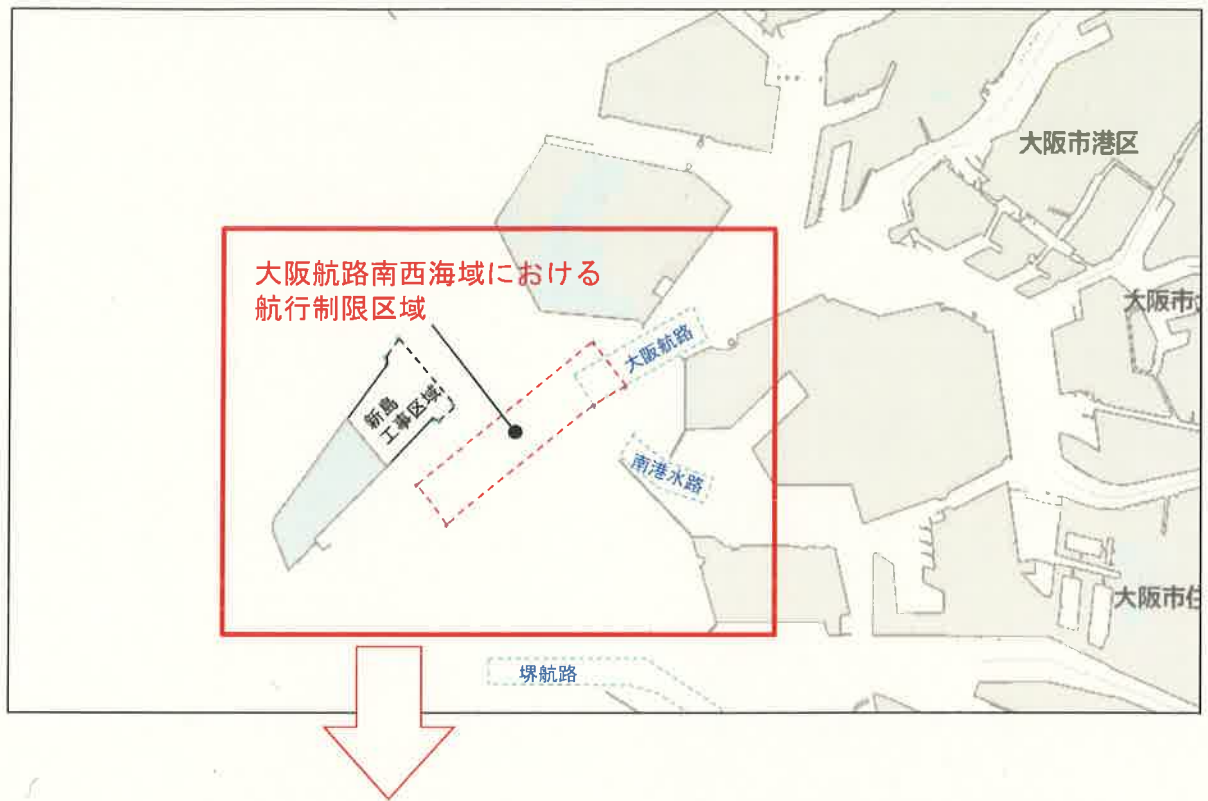 大阪市港区
大阪航路南西海域における
航行制限区域
大阪市
大阪航路
新島
工事区域
南港水路
大阪市住
堺航路